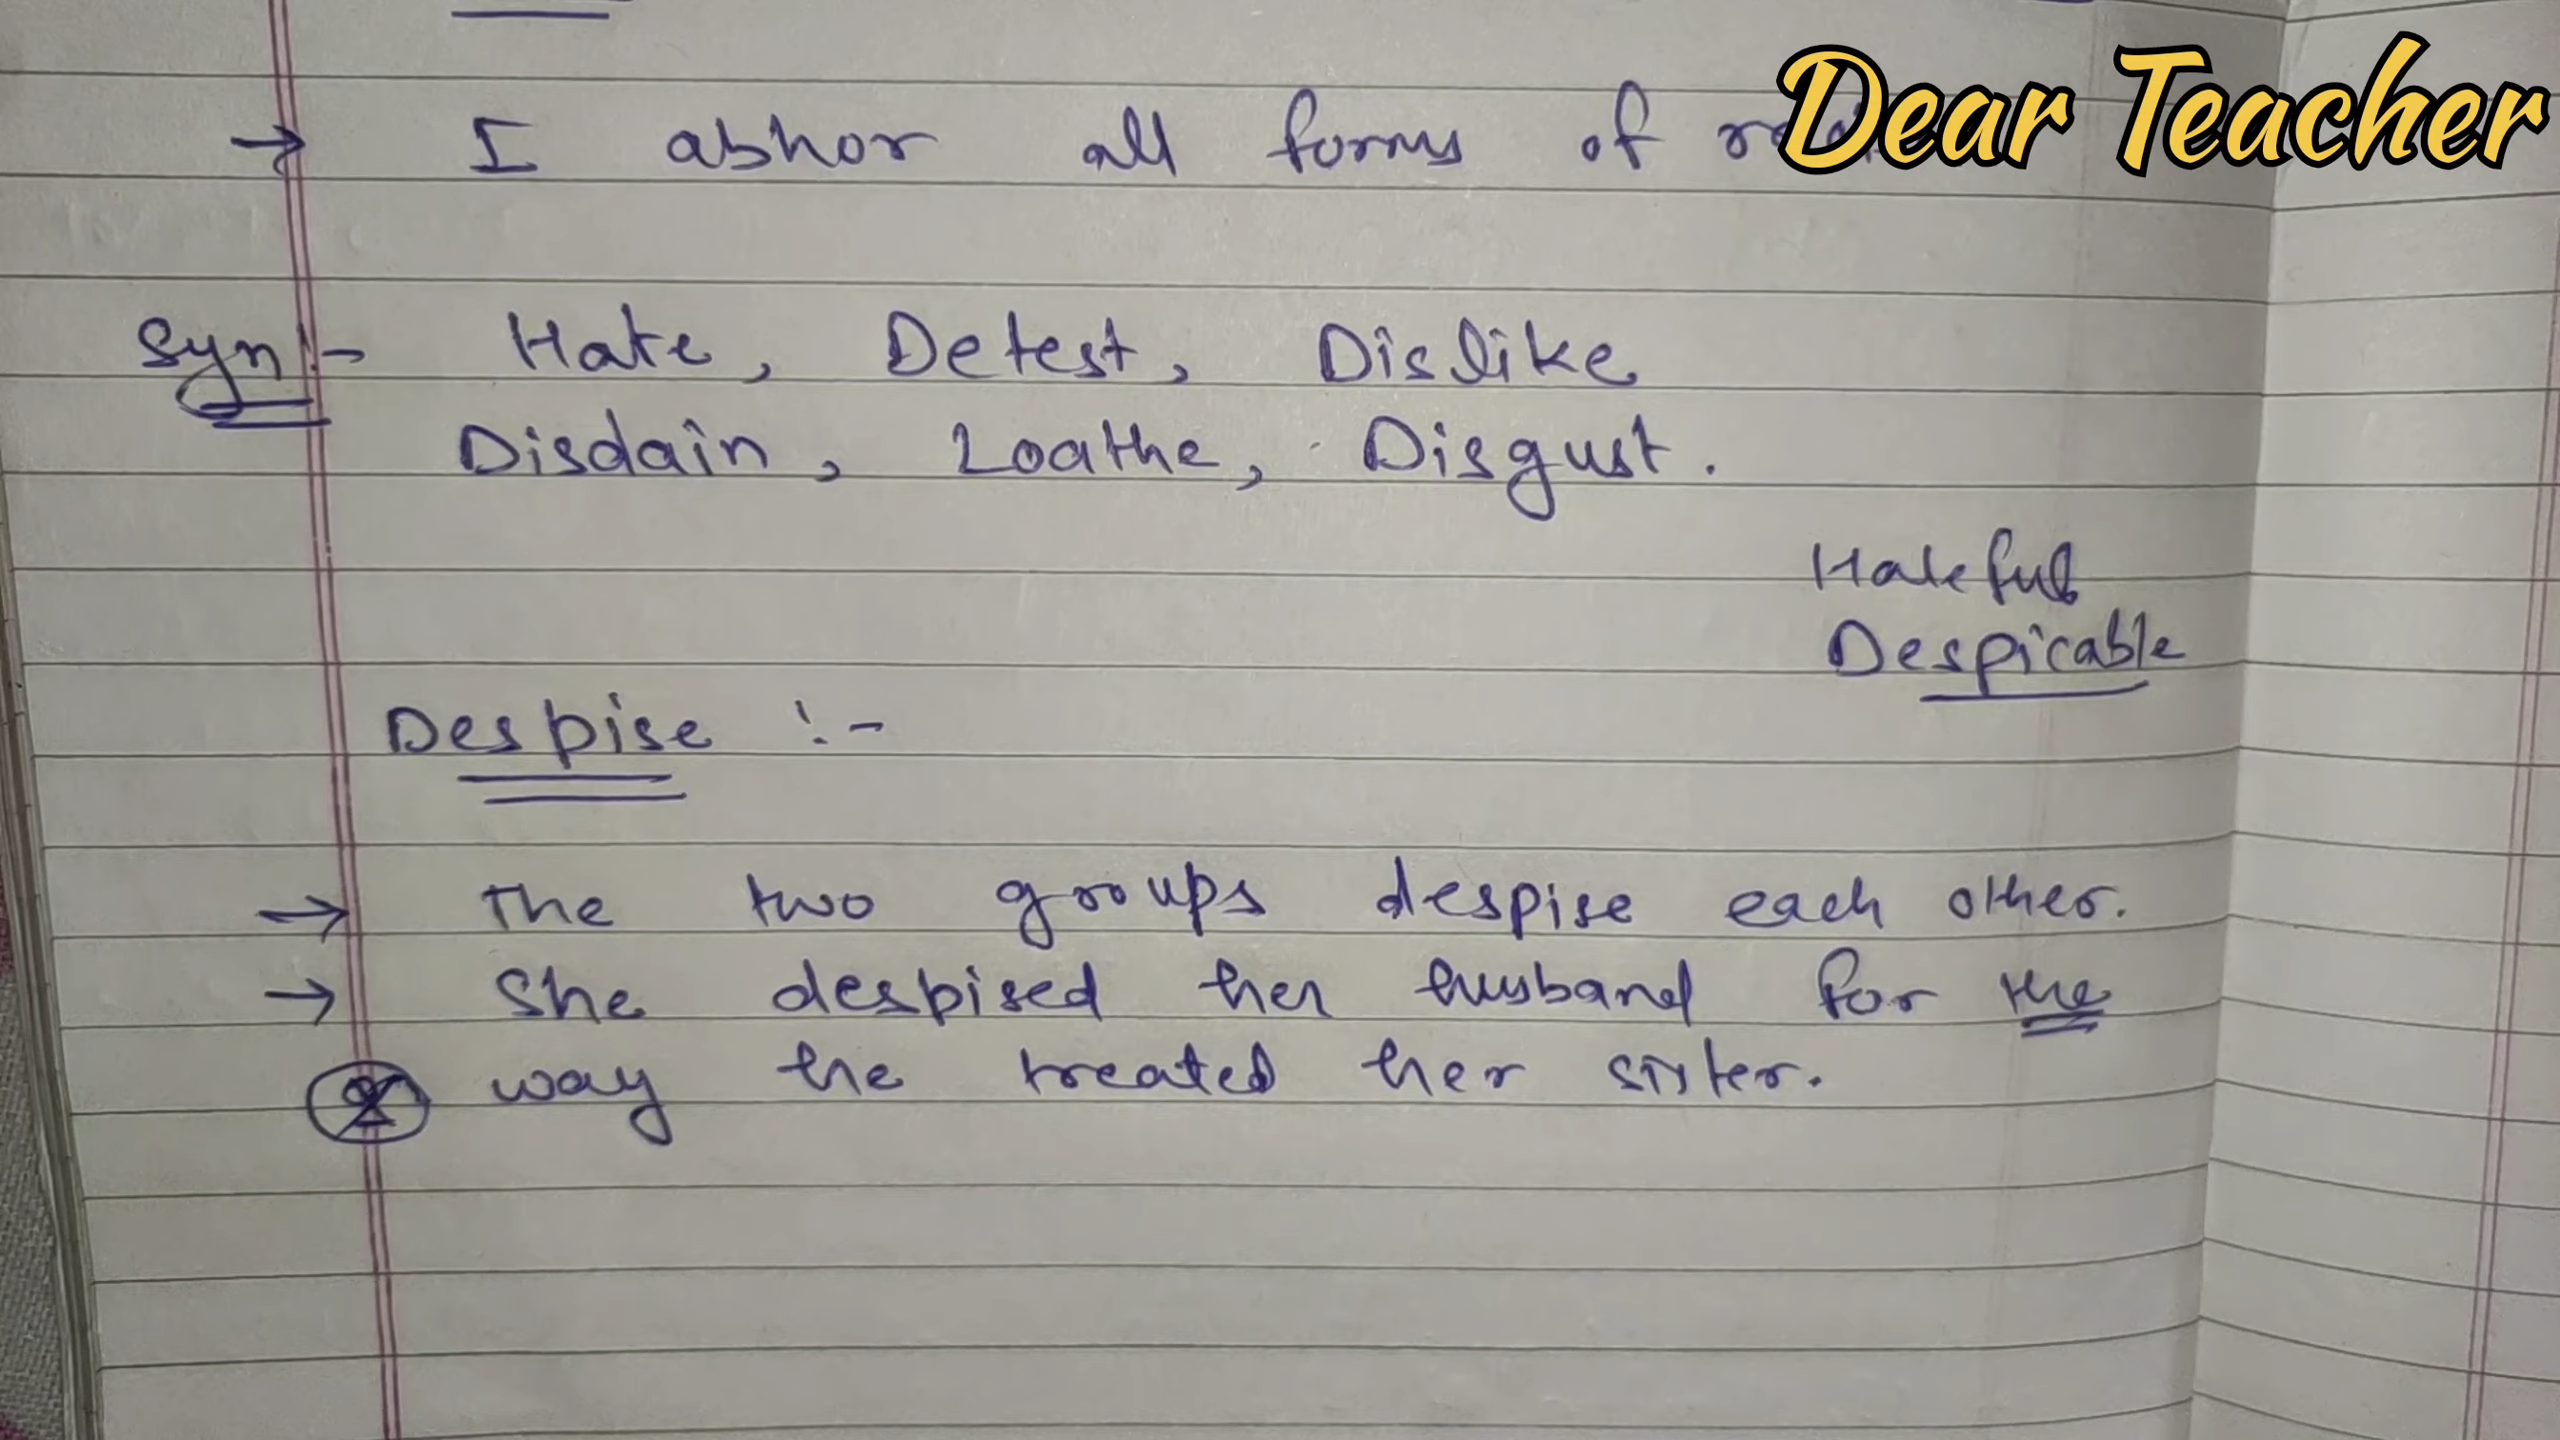 Dear Teacher
→ I abhor all forms of
Syn:- Hate, Detest, Dislike
Disdain, Loathe, Disgust.
Hateful
Despicable
Despise :-
→ The two groups despise each other.
→ She despised her husband for the
way he treated her sister.